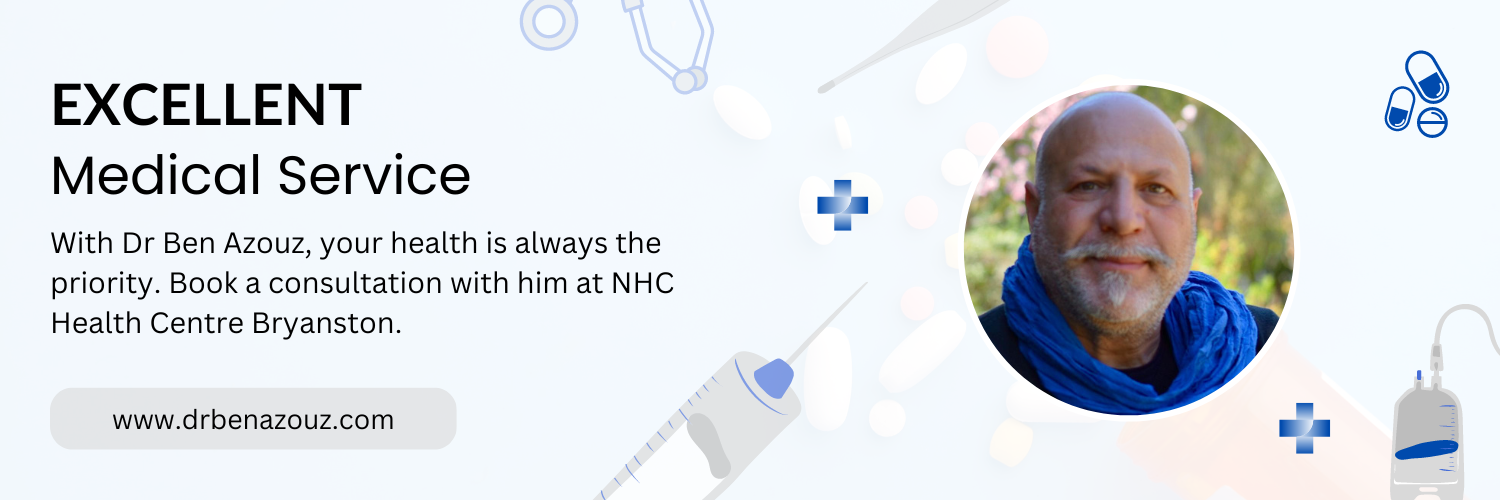 EXCELLENT
Medical Service
With Dr Ben Azouz, your health is always the
priority. Book a consultation with him at NHC
Health Centre Bryanston.
www.drbenazouz.com